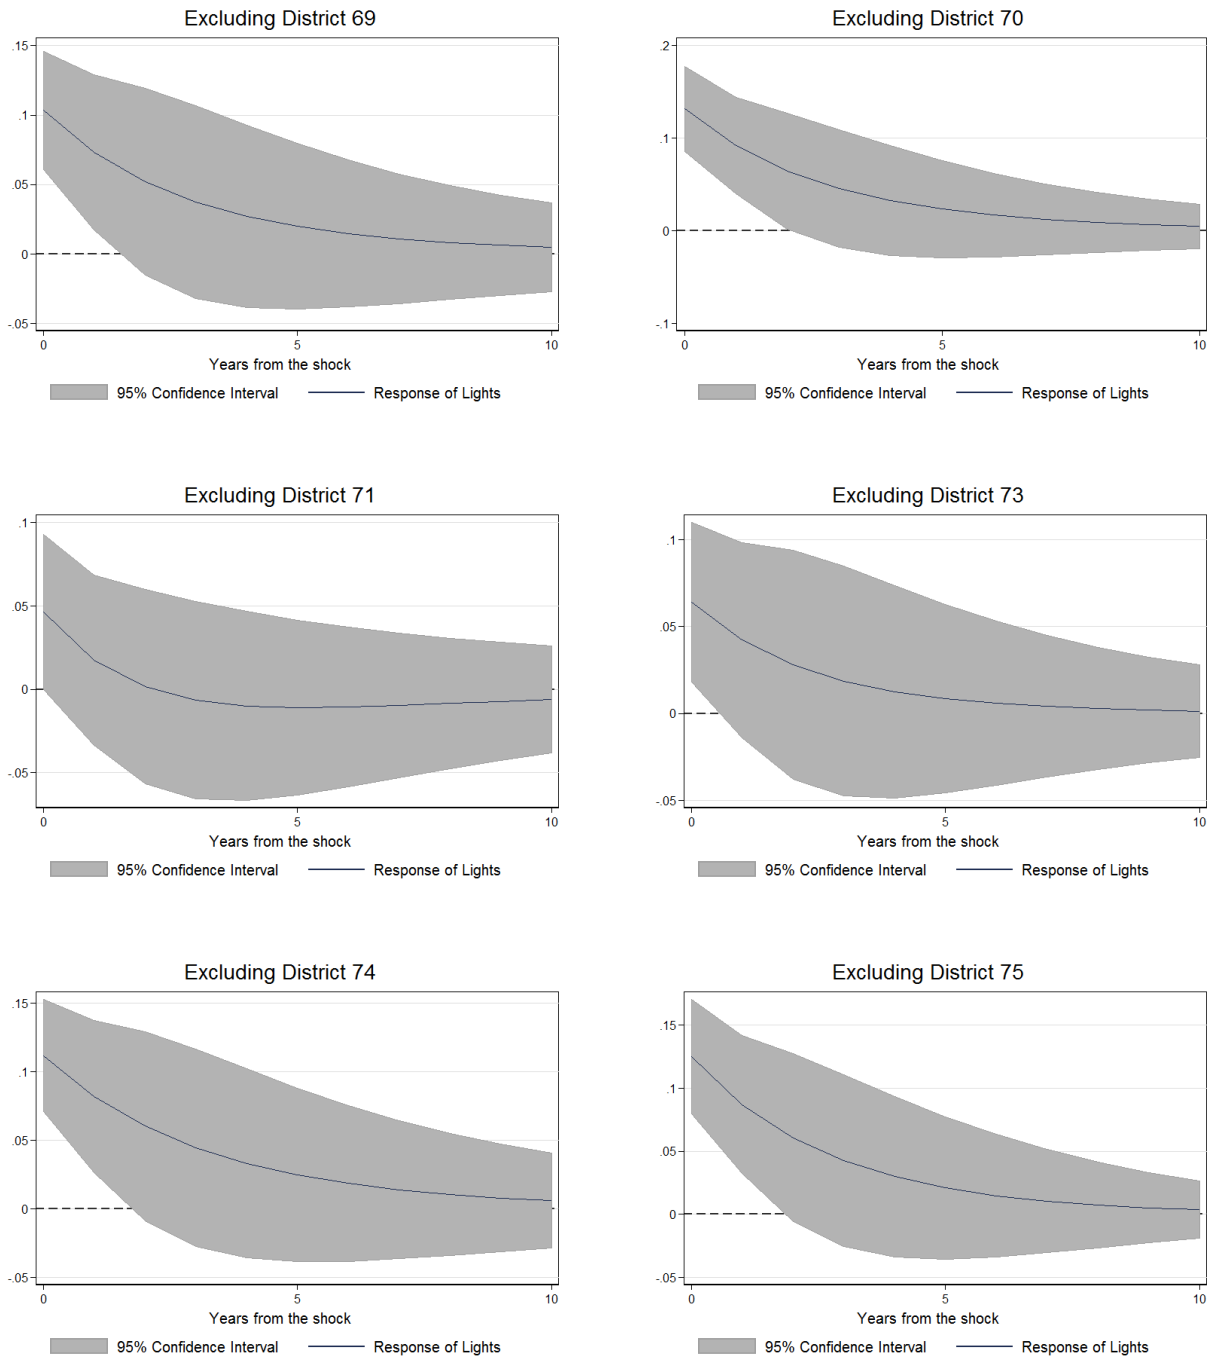 Excluding District 69
.15
.1
.05
0
-.05
0 5 10
Years from the shock
95% Confidence Interval Response of Lights
Excluding District 70
.2
.1
0
-.1
0 5 10
Years from the shock
95% Confidence Interval Response of Lights
Excluding District 71
.1
.05
0
-.05
0 5 10
Years from the shock
95% Confidence Interval Response of Lights
Excluding District 73
.1
.05
0
-.05
0 5 10
Years from the shock
95% Confidence Interval Response of Lights
Excluding District 74
.15
.1
.05
0
-.05
0 5 10
Years from the shock
95% Confidence Interval Response of Lights
Excluding District 75
.15
.1
.05
0
-.05
0 5 10
Years from the shock
95% Confidence Interval Response of Lights